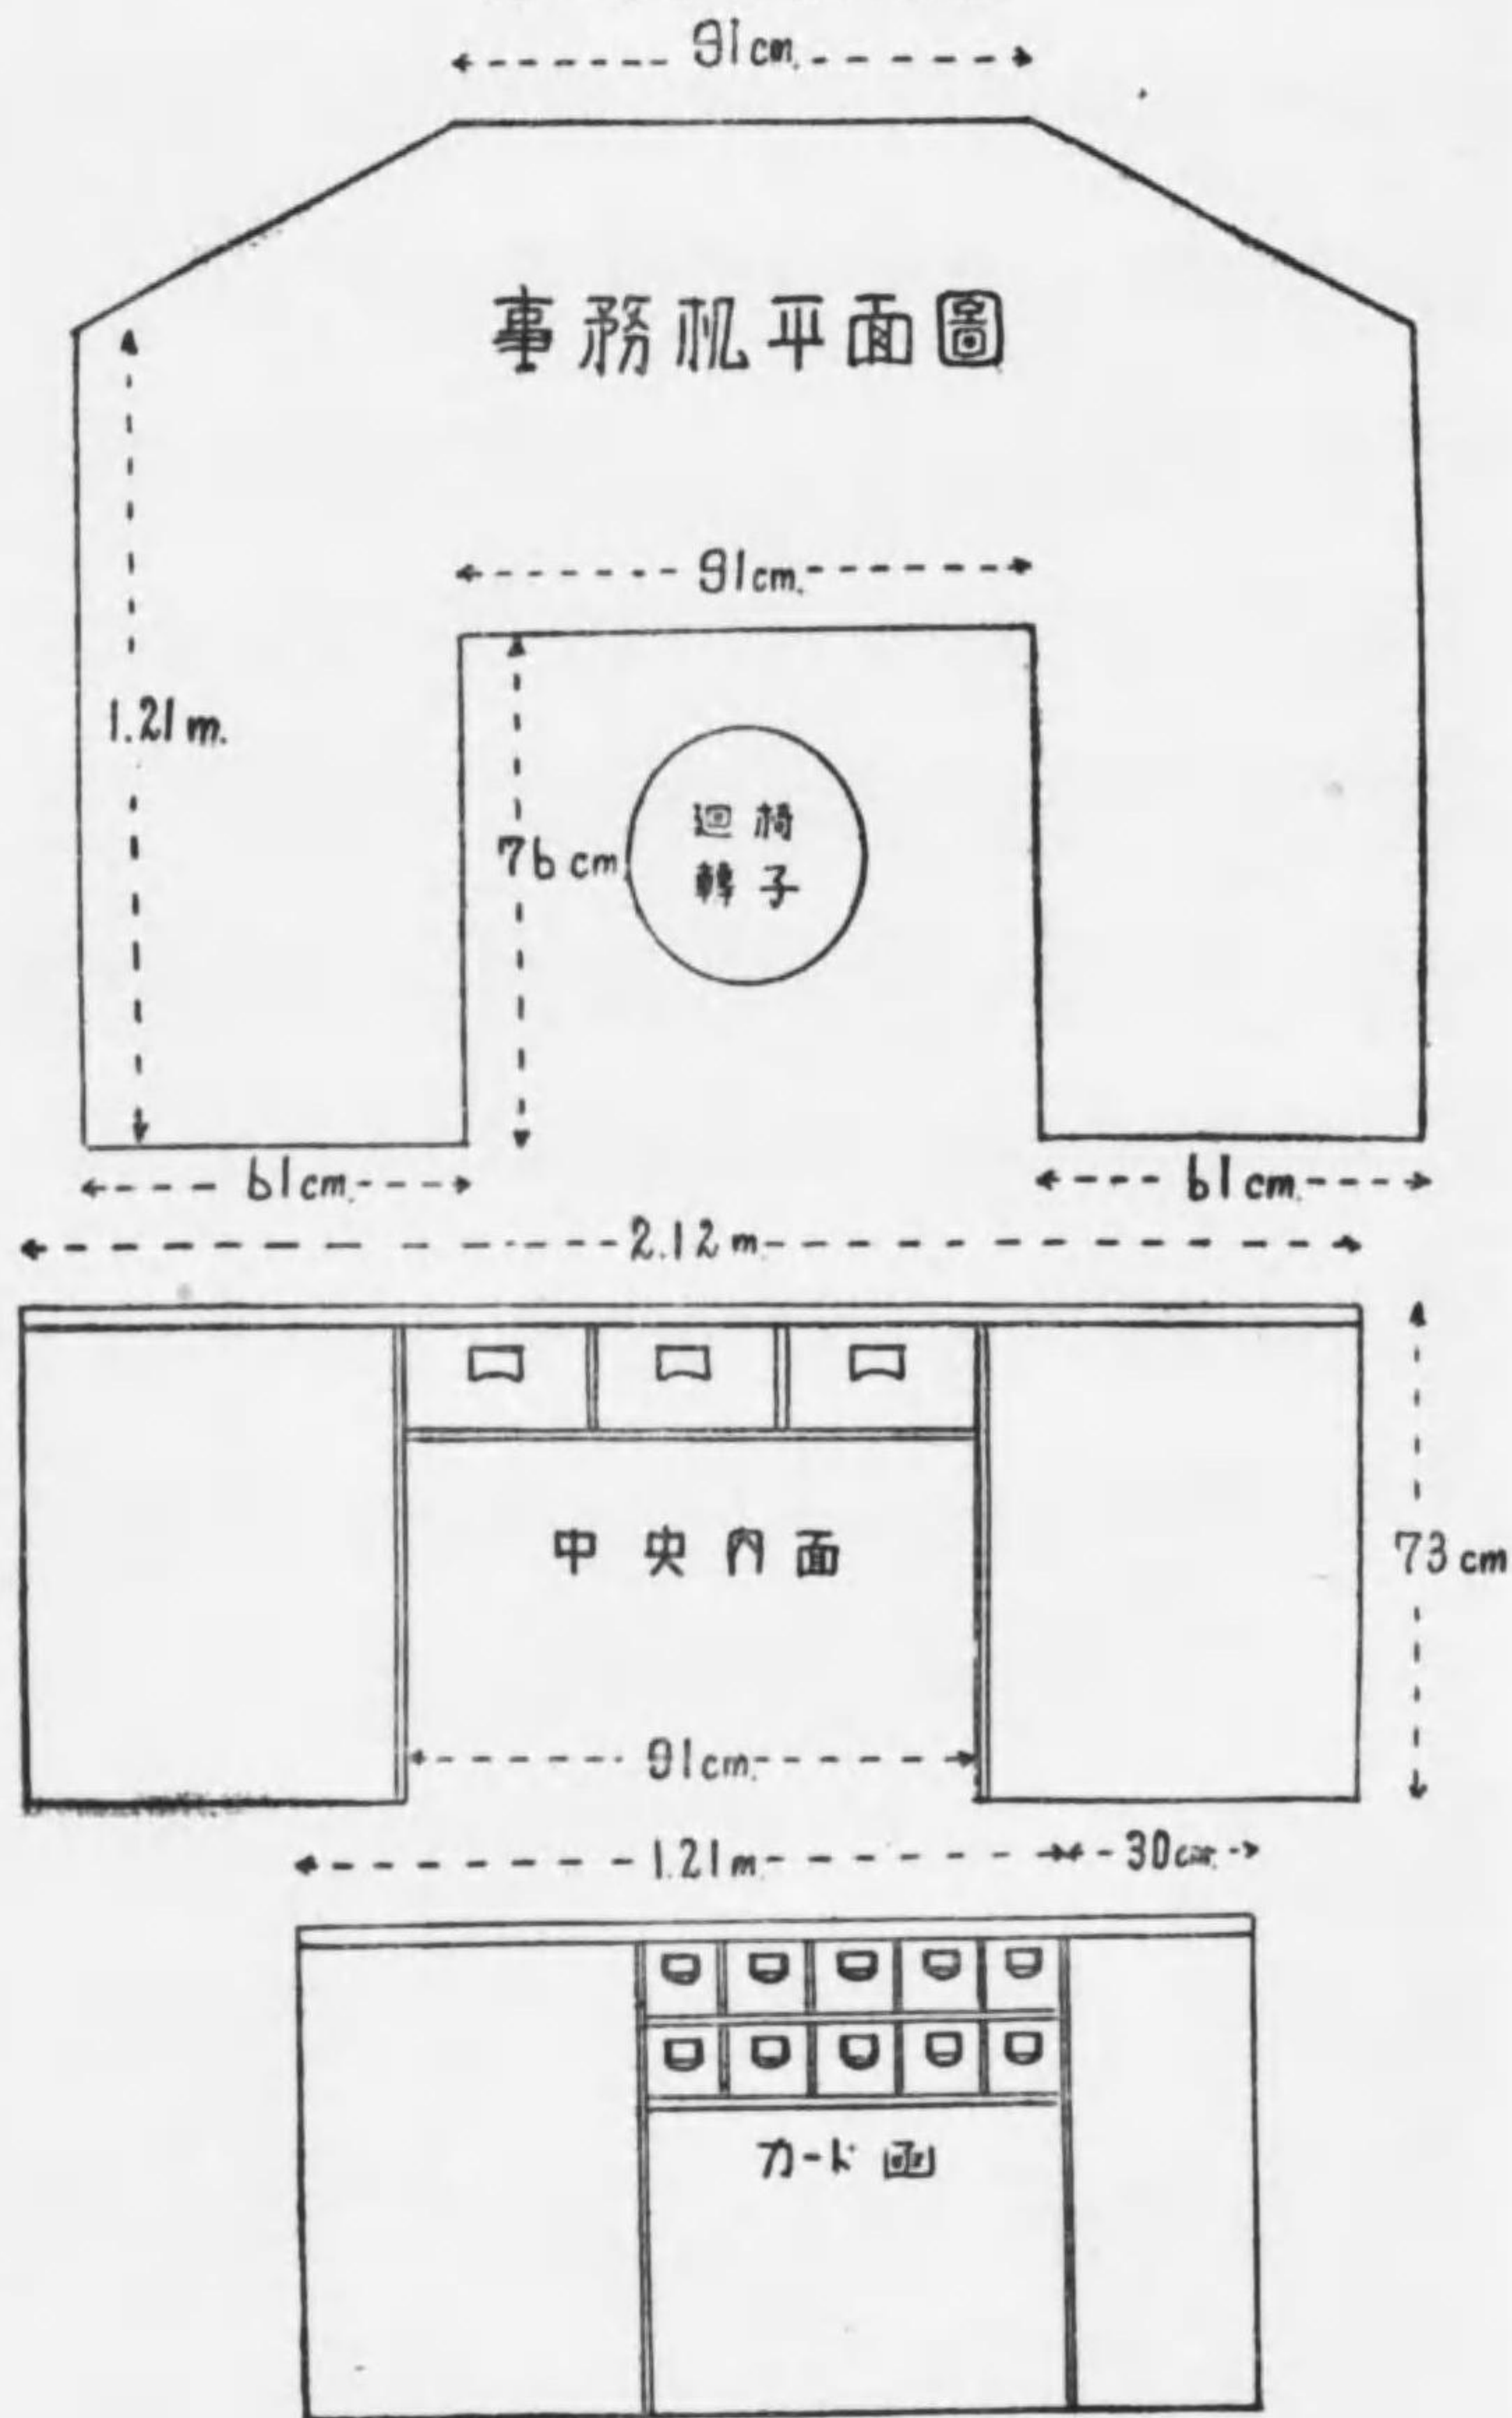 91cm.
事務机平面圖
91cm.
1.21m.
76cm
迴椅
轉子
61cm.
61cm.
2.12m.
中央内面
73cm
91cm.
1.21m
30cm.
カード函